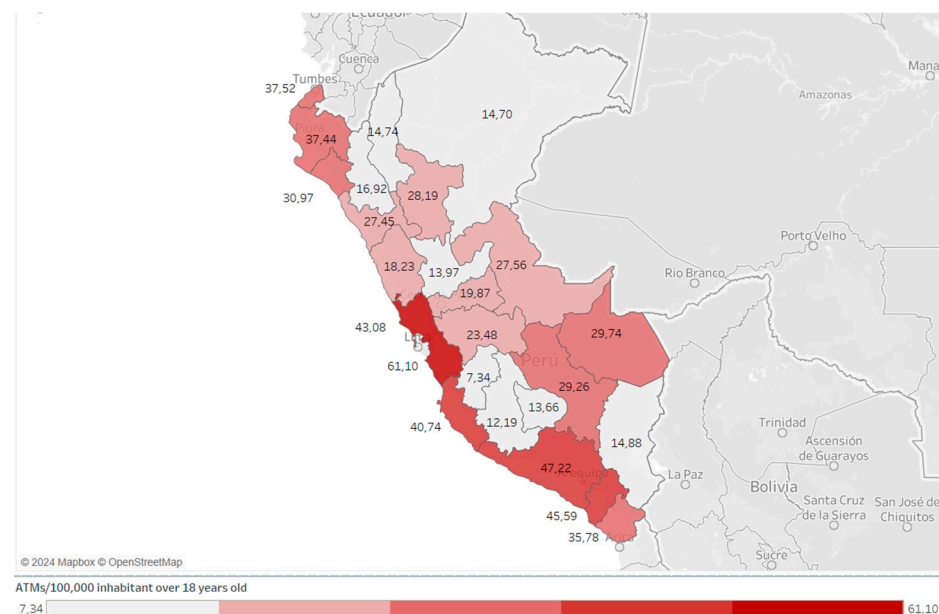 Ecuador
Cuenca
Tumbes
37,52
Mana
Amazonas
14,70
Piura
37,44
14,74
16,92
28,19
30,97
27,45
Porto Velho
18,23
13,97
27,56
Rio Branco
19,87
43,08
23,48
29,74
61,10
Perú
7,34
29,26
40,74
12,19
13,66
14,88
Trinidad
Ascensión
de Guarayos
47,22
Arequipa
La Paz
Bolivia
Santa Cruz
de la Sierra
San José de
Chiquitos
45,59
35,78
Arica
Sucre
© 2024 Mapbox © OpenStreetMap
ATMs/100,000 inhabitant over 18 years old
7,34
61,10